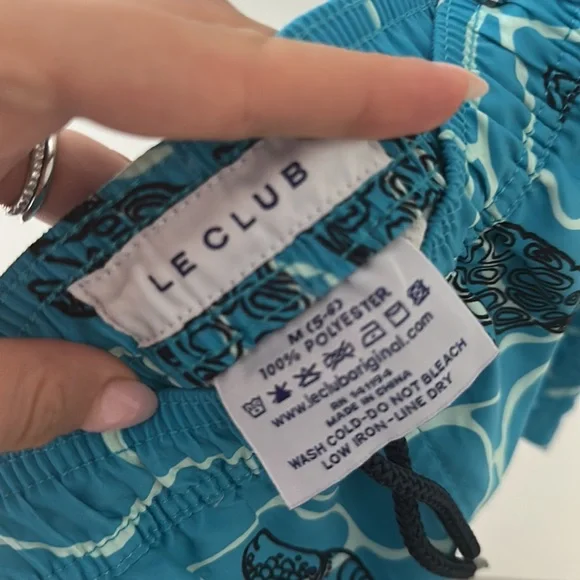 LE CLUB
M (5-6)
100% POLYESTER
www.lecluboriginal.com
MADE IN CHINA
WASH COLD-DO NOT BLEACH
LOW IRON-LINE DRY